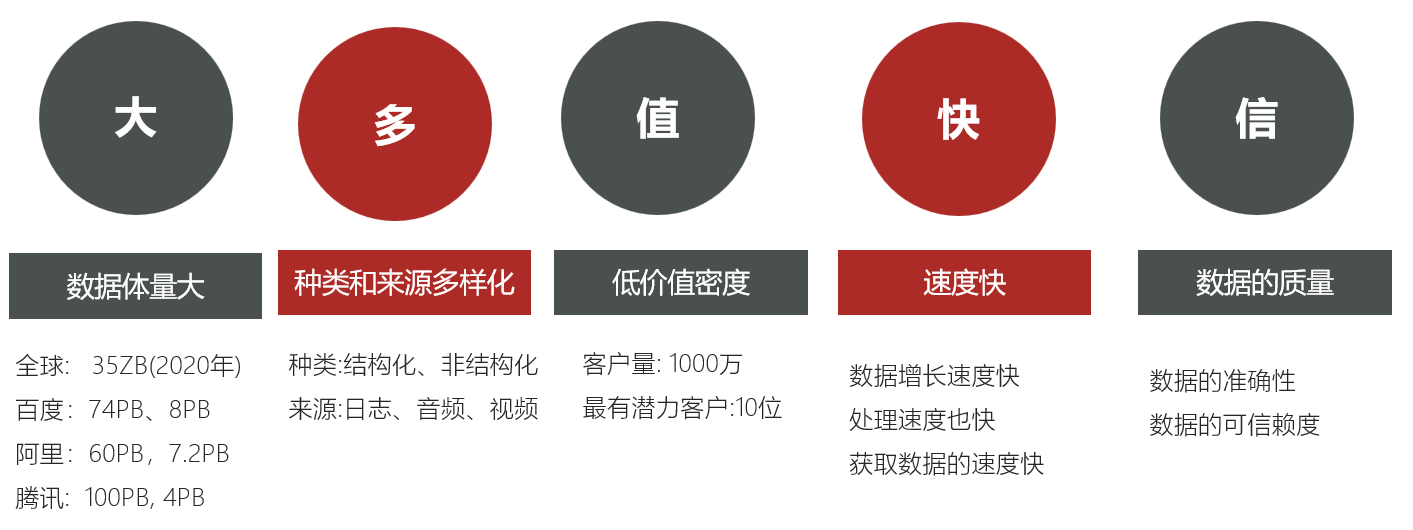 大
多
值
快
信
数据体量大
种类和来源多样化
低价值密度
速度快
数据的质量
全球: 35ZB(2020年)
百度：74PB、8PB
阿里：60PB，7.2PB
腾讯: 100PB, 4PB
种类:结构化、非结构化
来源:日志、音频、视频
客户量: 1000万
最有潜力客户:10位
数据增长速度快
处理速度也快
获取数据的速度快
数据的准确性
数据的可信赖度